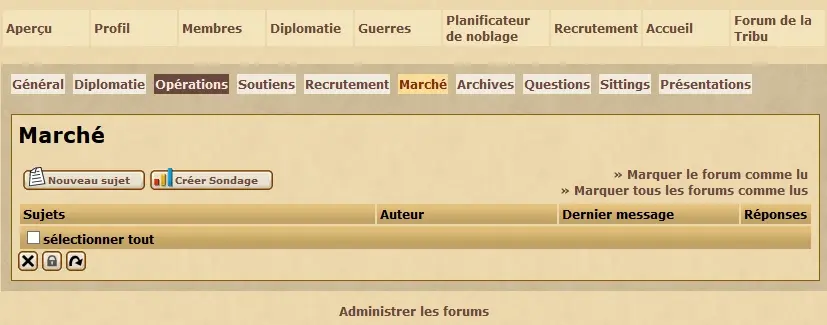 Aperçu Profil Membres Diplomatie Guerres Planificateur de noblage Recrutement Accueil Forum de la Tribu
Général Diplomatie Opérations Soutiens Recrutement Marché Archives Questions Sittings Présentations
Marché
Nouveau sujet Créer Sondage
» Marquer le forum comme lu
» Marquer tous les forums comme lus
Sujets Auteur Dernier message Réponses
sélectionner tout
Administrer les forums